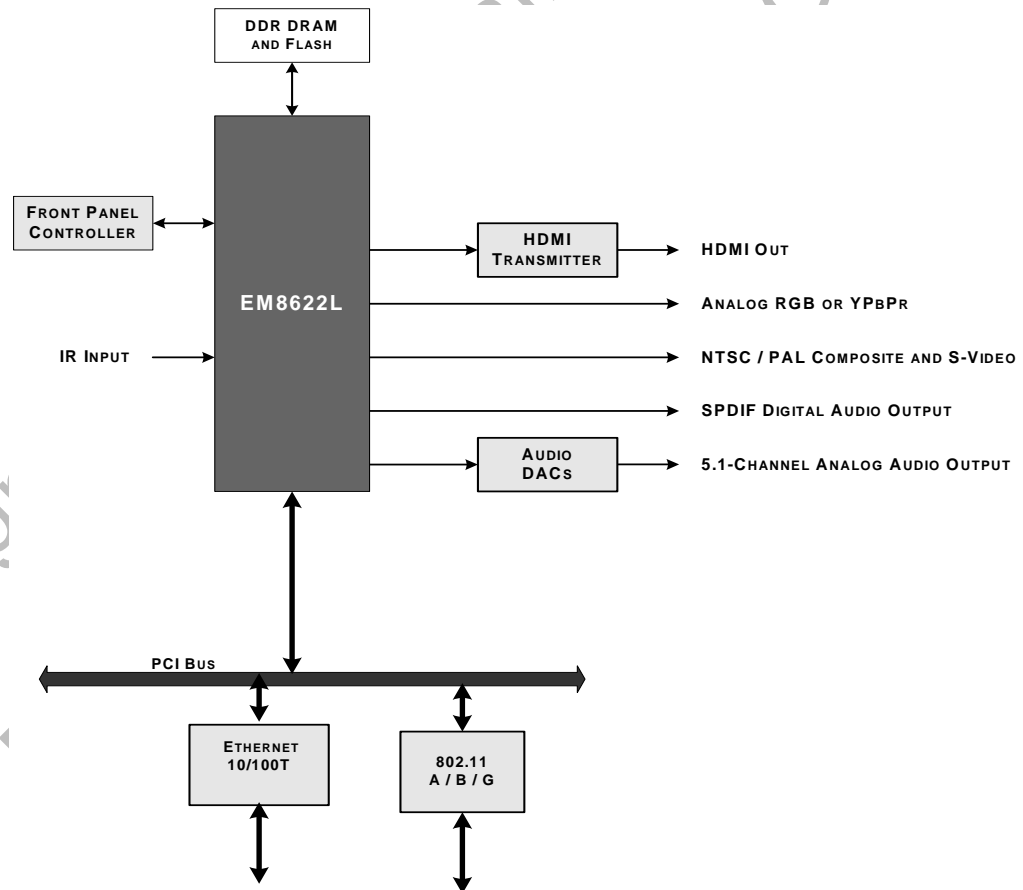 DDR DRAM
AND FLASH
FRONT PANEL
CONTROLLER
HDMI
TRANSMITTER
HDMI OUT
EM8622L
ANALOG RGB OR YPBPR
IR INPUT
NTSC / PAL COMPOSITE AND S-VIDEO
SPDIF DIGITAL AUDIO OUTPUT
AUDIO
DACS
5.1-CHANNEL ANALOG AUDIO OUTPUT
PCI BUS
ETHERNET
10/100T
802.11
A / B / G